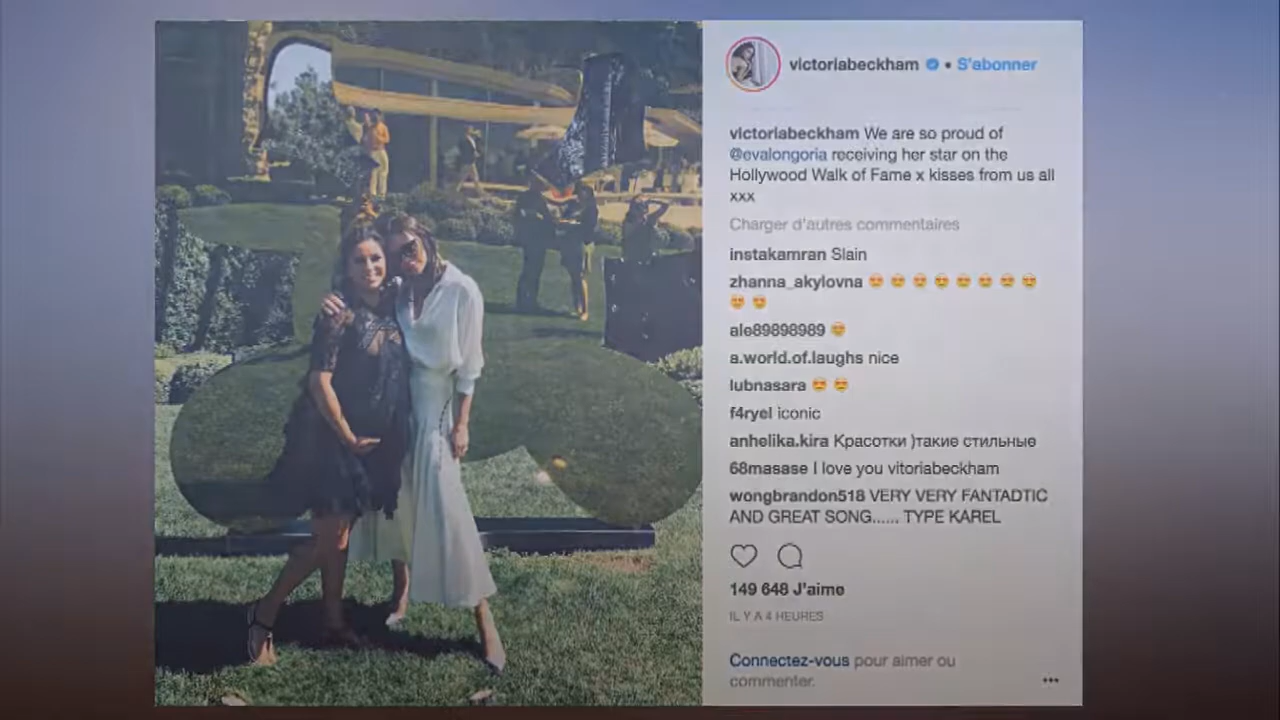 victoriabeckham • S'abonner
victoriabeckham We are so proud of
@evalongoria receiving her star on the
Hollywood Walk of Fame x kisses from us all
xxx
Charger d'autres commentaires
instakamran Slain
zhanna_akylovna 😍 😍 😍 😍 😍 😍 😍 😍
😍 😍
ale89898989 😍
a.world.of.laughs nice
lubnasara 😍 😍
f4ryel iconic
anhelika.kira Красотки )такие стильные
68masase I love you vitoriabeckham
wongbrandon518 VERY VERY FANTADTIC
AND GREAT SONG...... TYPE KAREL
149 648 J'aime
IL Y A 4 HEURES
Connectez-vous pour aimer ou
commenter.